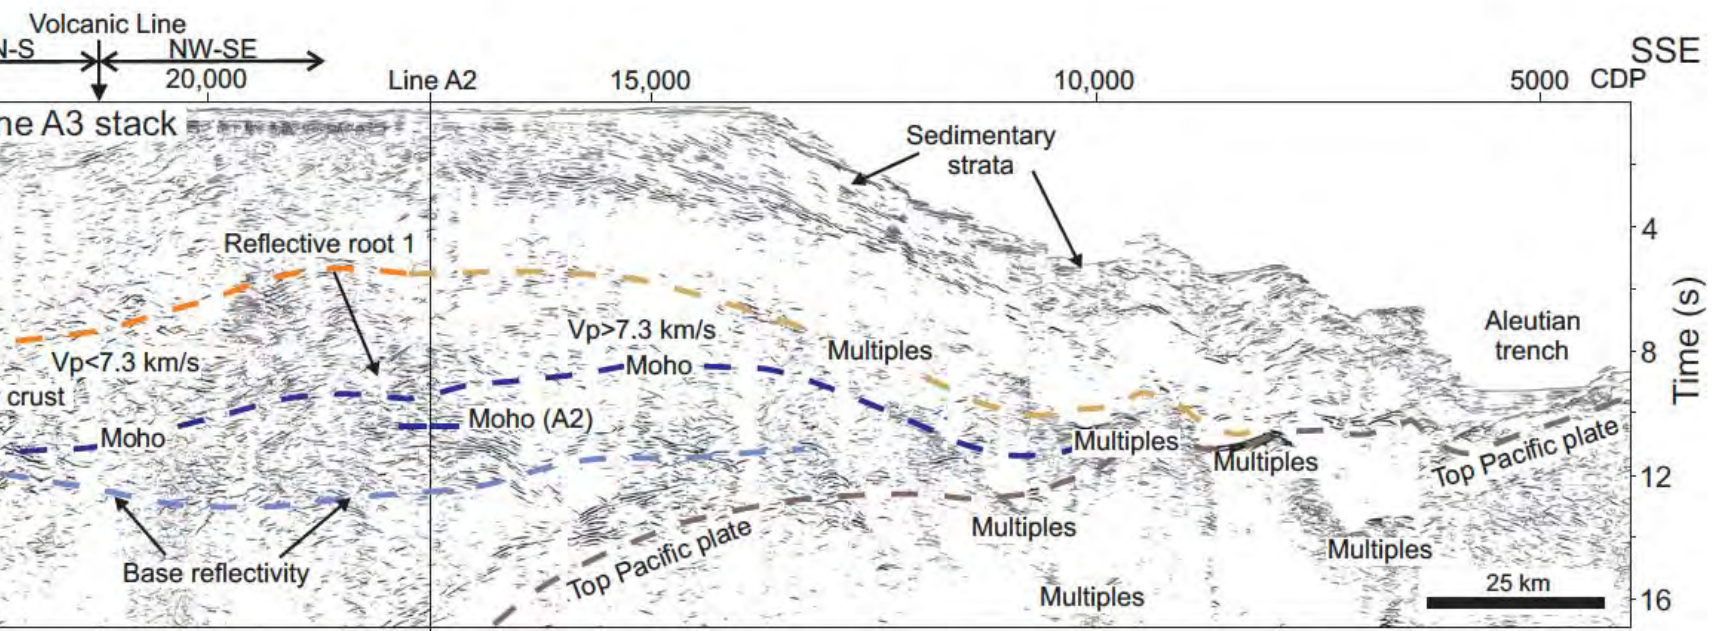 Volcanic Line
N-S
NW-SE
SSE
20,000
Line A2
15,000
10,000
5000
CDP
ne A3 stack
Sedimentary
strata
4
Reflective root 1
Aleutian
trench
Vp>7.3 km/s
Multiples
8
Time (s)
Vp<7.3 km/s
Moho
crust
Moho (A2)
Moho
Multiples
Multiples
Top Pacific plate
12
Multiples
Top Pacific plate
Multiples
Base reflectivity
25 km
Multiples
16